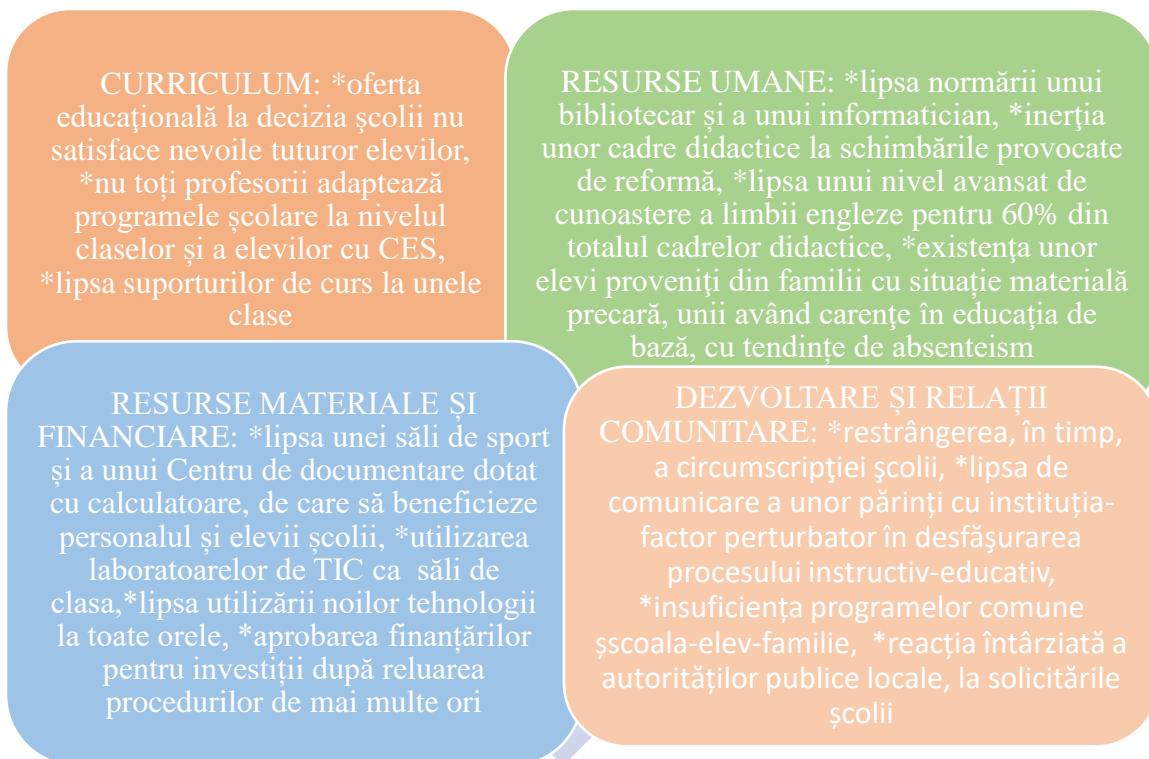 CURRICULUM: *oferta
educaţională la decizia şcolii nu
satisface nevoile tuturor elevilor,
*nu toți profesorii adaptează
programele școlare la nivelul
claselor și a elevilor cu CES,
*lipsa suporturilor de curs la unele
clase
RESURSE UMANE: *lipsa normării unui
bibliotecar și a unui informatician, *inerţia
unor cadre didactice la schimbările provocate
de reformă, *lipsa unui nivel avansat de
cunoastere a limbii engleze pentru 60% din
totalul cadrelor didactice, *existenţa unor
elevi proveniţi din familii cu situație materială
precară, unii având carenţe în educaţia de
bază, cu tendințe de absenteism
RESURSE MATERIALE ȘI
FINANCIARE: *lipsa unei săli de sport
și a unui Centru de documentare dotat
cu calculatoare, de care să beneficieze
personalul și elevii școlii, *utilizarea
laboratoarelor de TIC ca săli de
clasa,*lipsa utilizării noilor tehnologii
la toate orele, *aprobarea finanțărilor
pentru investiții după reluarea
procedurilor de mai multe ori
DEZVOLTARE ȘI RELAȚII
COMUNITARE: *restrângerea, în timp,
a circumscripţiei şcolii, *lipsa de
comunicare a unor părinți cu instituția-
factor perturbator în desfăşurarea
procesului instructiv-educativ,
*insuficiența programelor comune
șscoala-elev-familie, *reacția întârziată a
autorităților publice locale, la solicitările
școlii